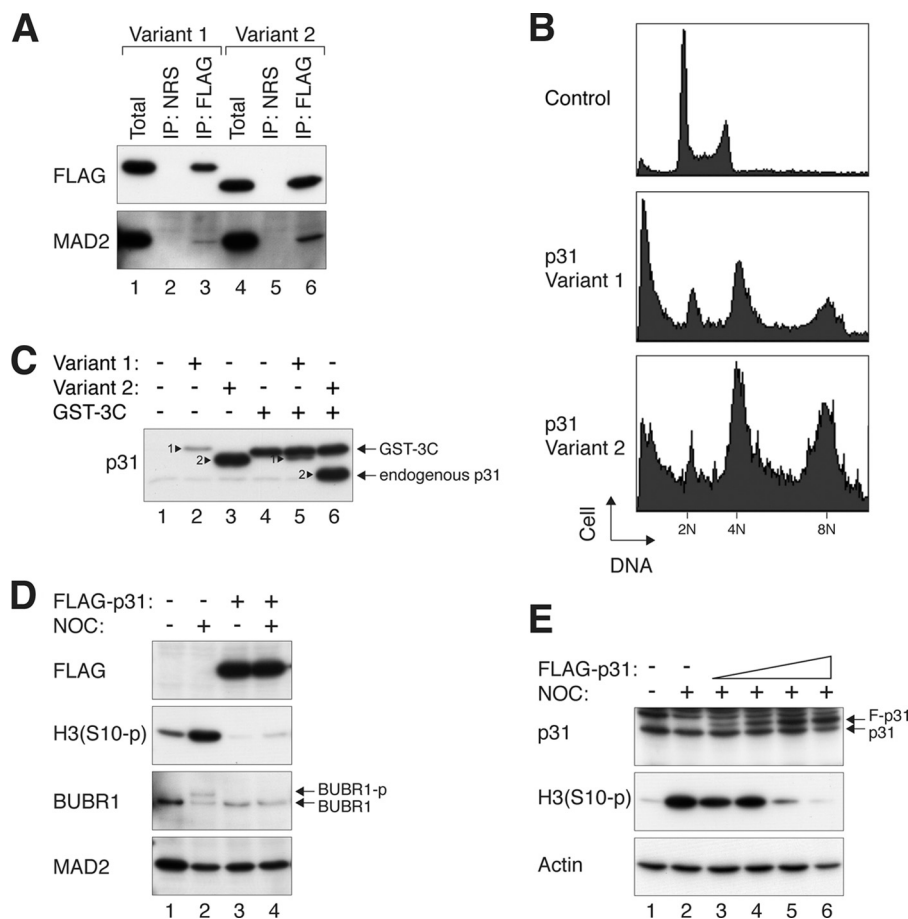 A
Variant 1 Variant 2
Total IP: NRS IP: FLAG Total IP: NRS IP: FLAG
FLAG
MAD2
1 2 3 4 5 6
B
Control
p31
Variant 1
p31
Variant 2
Cell
2N 4N 8N
DNA
C
Variant 1: - + - - + -
Variant 2: - - + - - +
GST-3C: - - - + + +
p31
1 2 1 2
GST-3C
endogenous p31
1 2 3 4 5 6
D
FLAG-p31: - - + +
NOC: - + - +
FLAG
H3(S10-p)
BUBR1
BUBR1-p
BUBR1
MAD2
1 2 3 4
E
FLAG-p31: - -
NOC: - + + + + +
p31
F-p31
p31
H3(S10-p)
Actin
1 2 3 4 5 6